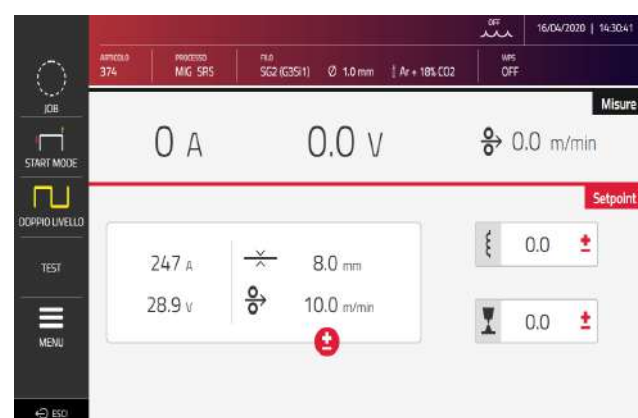 OFF
16/04/2020 | 14:30:41
ARTICOLO PROCESSO FILO WPS
374 MIG SRS SG2 (G3Si1) Ø 1.0 mm Ar + 18% CO2 OFF
JOB
Misure
0 A 0.0 V 0.0 m/min
START MODE
Setpoint
DOPPIO LIVELLO
247 A 8.0 mm 0.0
TEST
28.9 V 10.0 m/min 0.0
MENU
ESCI